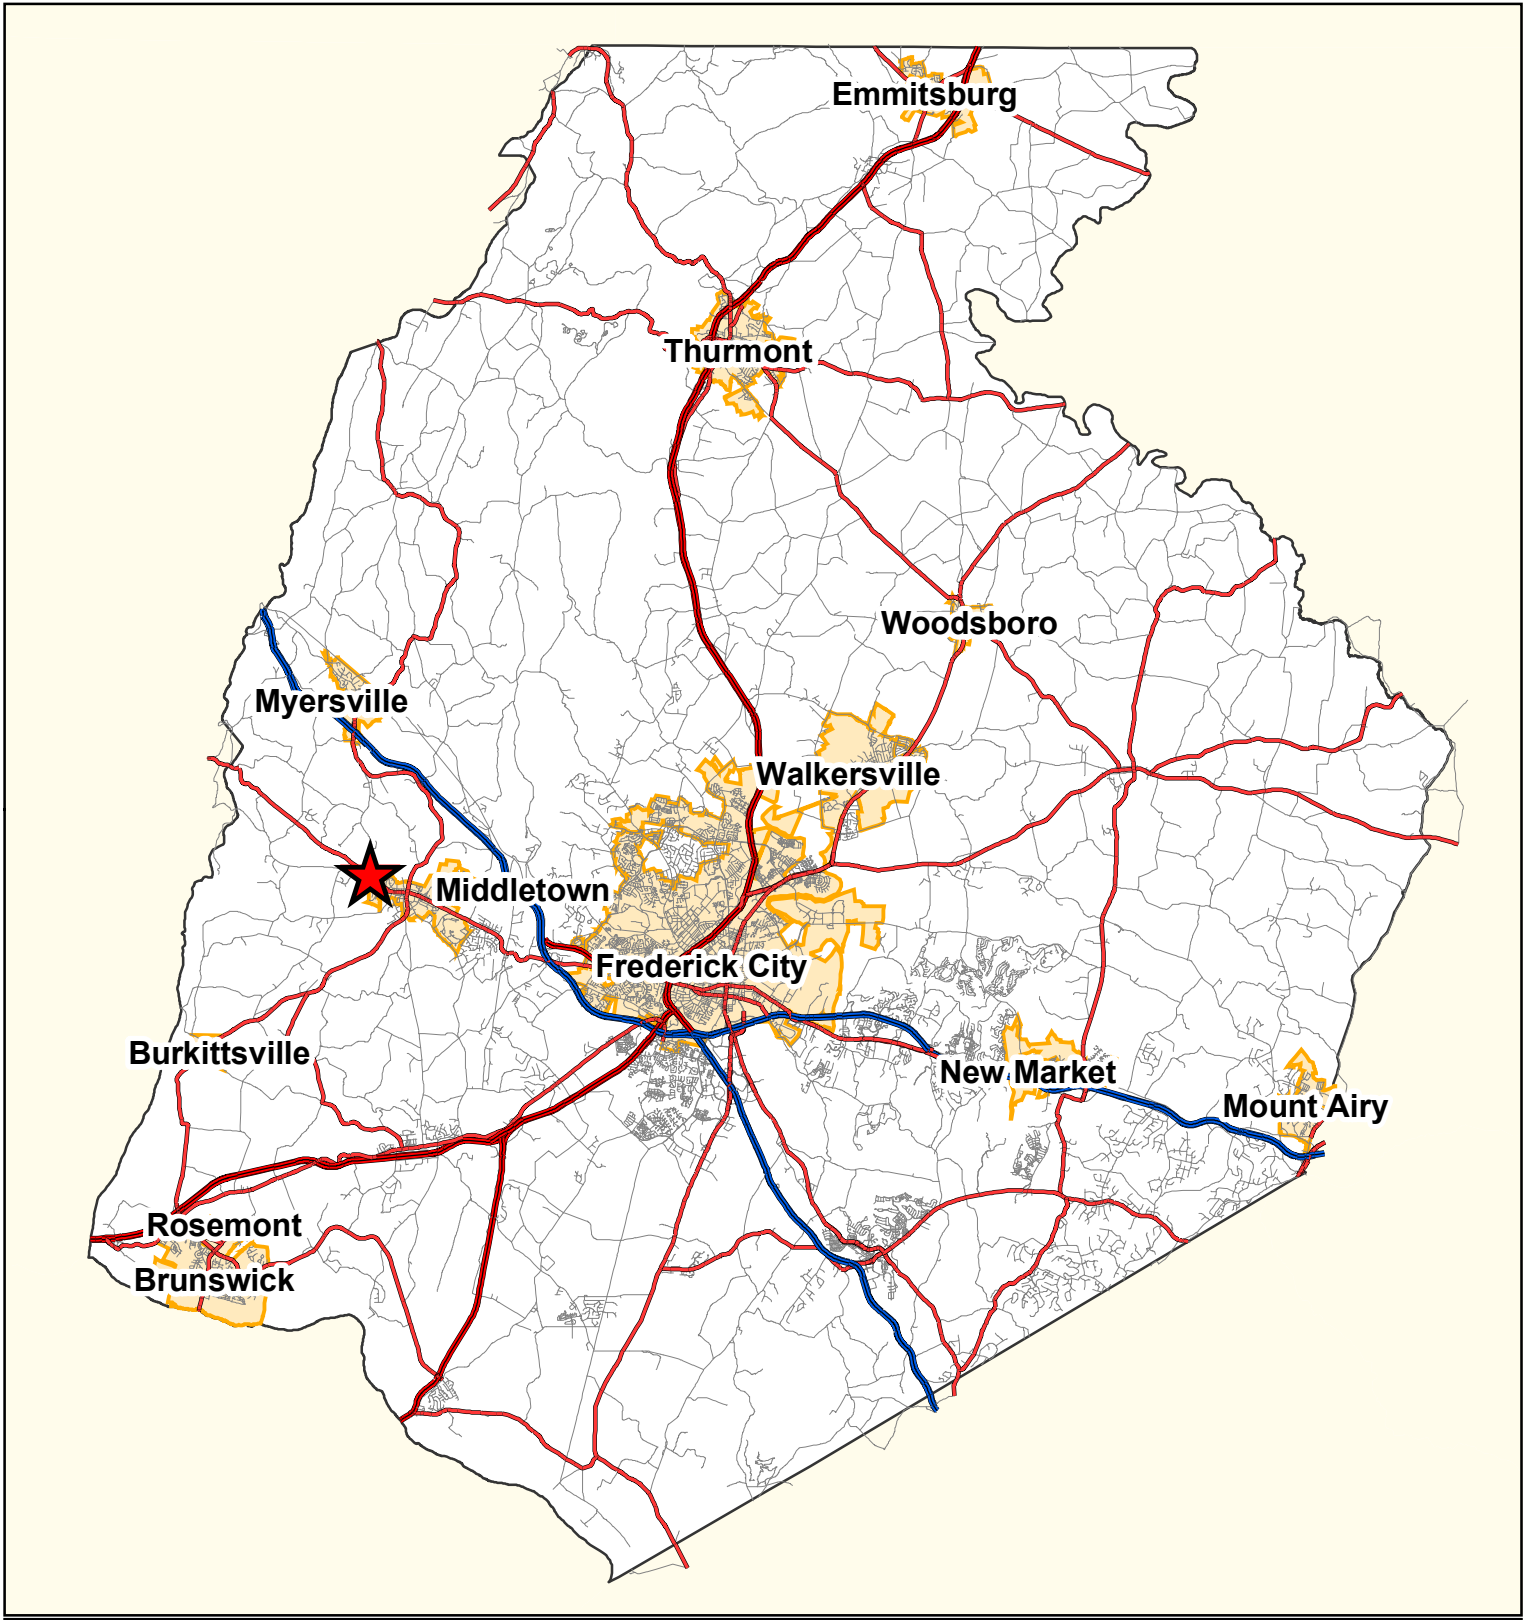 Emmitsburg
Thurmont
Woodsboro
Myersville
Walkersville
Middletown
Frederick City
Burkittsville
New Market
Mount Airy
Rosemont
Brunswick